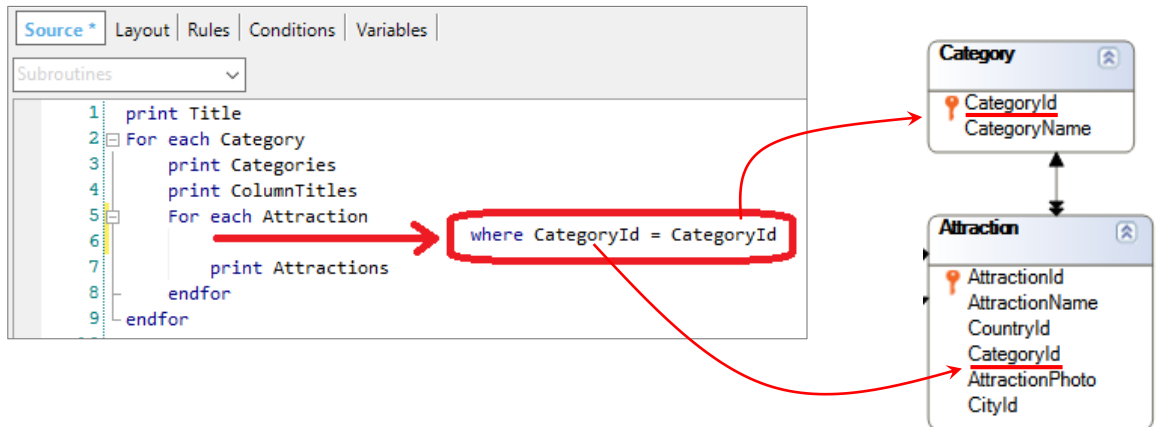 Source * Layout Rules Conditions Variables
Subroutines
1 print Title
2 For each Category
3 print Categories
4 print ColumnTitles
5 For each Attraction
6 where CategoryId = CategoryId
7 print Attractions
8 endfor
9 endfor
Category
CategoryId
CategoryName
Attraction
AttractionId
AttractionName
CountryId
CategoryId
AttractionPhoto
CityId